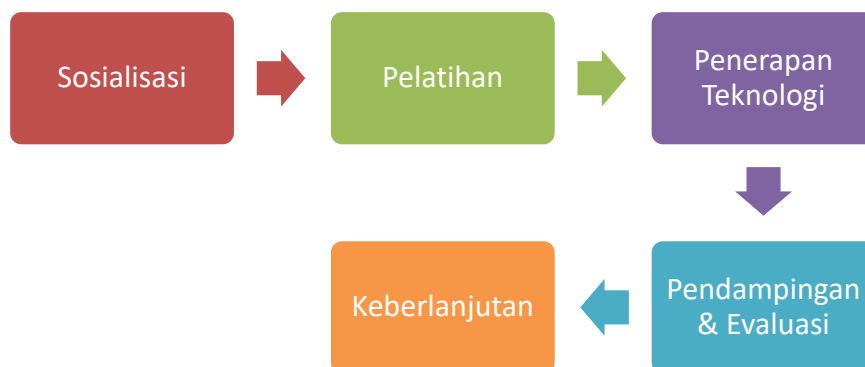 Sosialisasi
Pelatihan
Penerapan
Teknologi
Pendampingan
& Evaluasi
Keberlanjutan